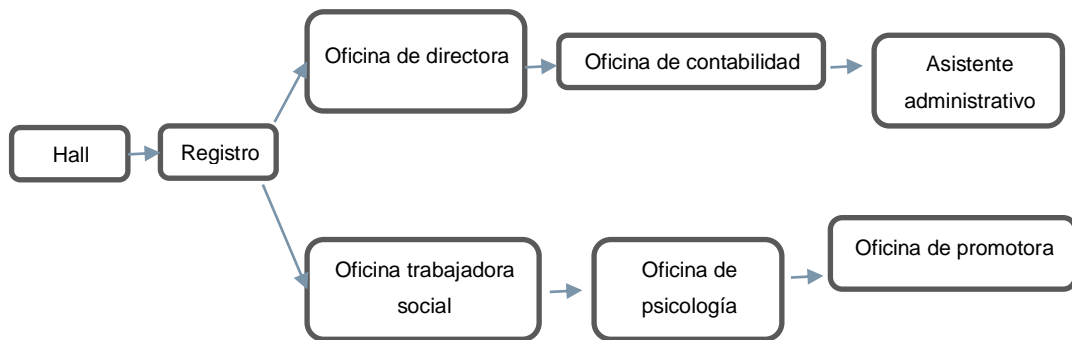 Hall
Registro
Oficina de directora
Oficina de contabilidad
Asistente
administrativo
Oficina trabajadora
social
Oficina de
psicología
Oficina de promotora